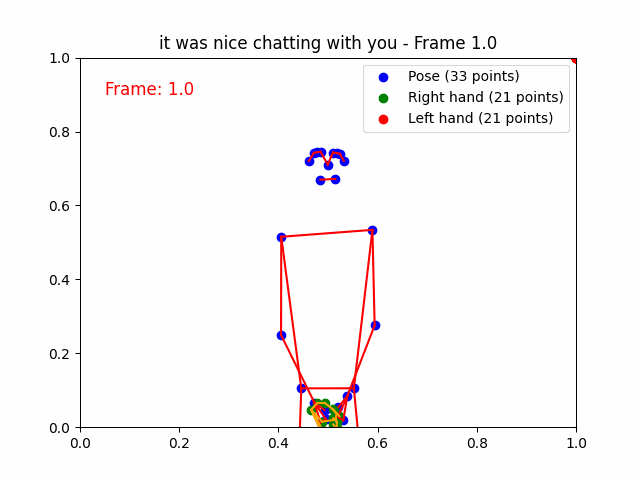 it was nice chatting with you - Frame 1.0
Frame: 1.0
Pose (33 points)
Right hand (21 points)
Left hand (21 points)
1.0
0.8
0.6
0.4
0.2
0.0
0.0 0.2 0.4 0.6 0.8 1.0